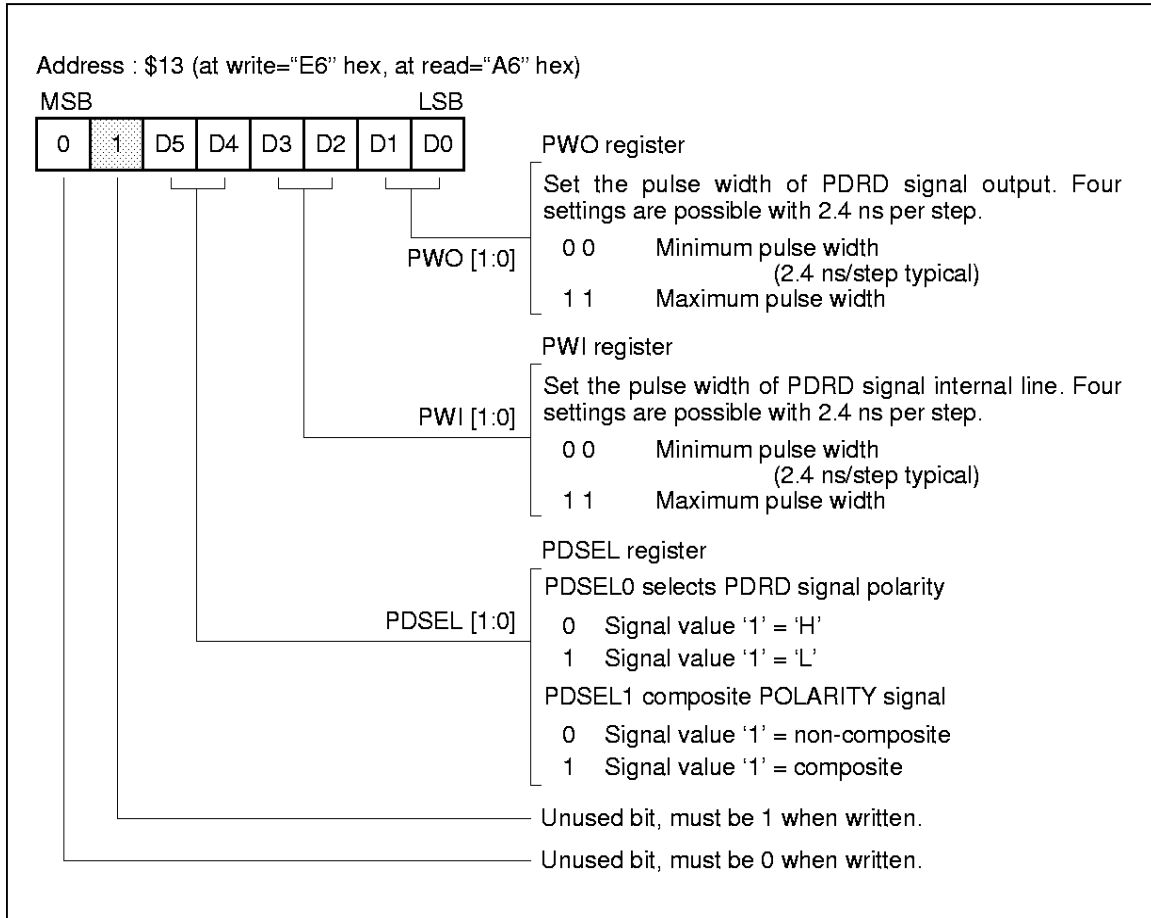 Address : $13 (at write=“E6” hex, at read=“A6” hex)
MSB LSB
0 1 D5 D4 D3 D2 D1 D0
PWO register
Set the pulse width of PDRD signal output. Four
settings are possible with 2.4 ns per step.
PWO [1:0]
0 0 Minimum pulse width
(2.4 ns/step typical)
1 1 Maximum pulse width
PWI register
Set the pulse width of PDRD signal internal line. Four
settings are possible with 2.4 ns per step.
PWI [1:0]
0 0 Minimum pulse width
(2.4 ns/step typical)
1 1 Maximum pulse width
PDSEL register
PDSEL0 selects PDRD signal polarity
PDSEL [1:0]
0 Signal value ‘1’ = ‘H’
1 Signal value ‘1’ = ‘L’
PDSEL1 composite POLARITY signal
0 Signal value ‘1’ = non-composite
1 Signal value ‘1’ = composite
Unused bit, must be 1 when written.
Unused bit, must be 0 when written.